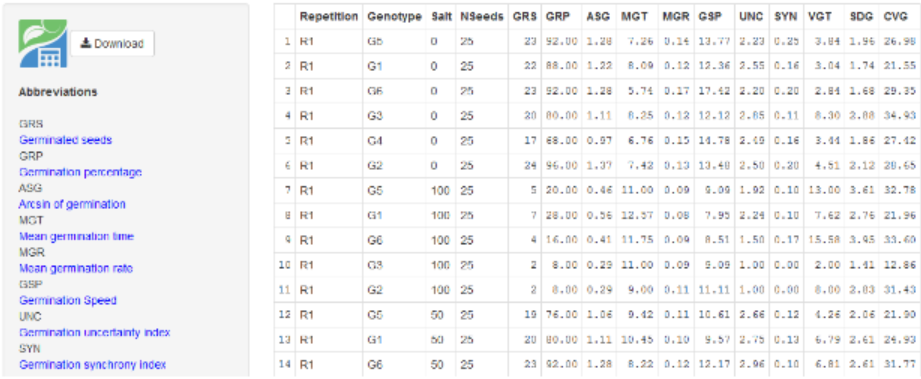 Download
Abbreviations
GRS
Germinated seeds
GRP
Germination percentage
ASG
Arcsin of germination
MGT
Mean germination time
MGR
Mean germination rate
GSP
Germination Speed
UNC
Germination uncertainty index
SYN
Germination synchrony index
Repetition Genotype Salt NSeeds GRS GRP ASG MGT MGR GSP UNC SYN VGT SDG CVG
1 R1 G5 0 25 23 92.00 1.28 7.26 0.14 13.77 2.23 0.25 3.84 1.96 26.98
2 R1 G1 0 25 22 88.00 1.22 8.09 0.12 12.36 2.55 0.16 3.04 1.74 21.55
3 R1 G6 0 25 23 92.00 1.28 5.74 0.17 17.42 2.20 0.20 2.84 1.68 29.35
4 R1 G3 0 25 20 80.00 1.11 8.25 0.12 12.12 2.85 0.11 8.30 2.88 34.93
5 R1 G4 0 25 17 68.00 0.97 6.76 0.15 14.78 2.49 0.16 3.44 1.86 27.42
6 R1 G2 0 25 24 96.00 1.37 7.42 0.13 13.48 2.50 0.20 4.51 2.12 28.65
7 R1 G5 100 25 5 20.00 0.46 11.00 0.09 9.09 1.92 0.10 13.00 3.61 32.78
8 R1 G1 100 25 7 28.00 0.56 12.57 0.08 7.95 2.24 0.10 7.62 2.76 21.96
9 R1 G6 100 25 4 16.00 0.41 11.75 0.09 8.51 1.50 0.17 15.58 3.95 33.60
10 R1 G3 100 25 2 8.00 0.29 11.00 0.09 9.09 1.00 0.00 2.00 1.41 12.86
11 R1 G2 100 25 2 8.00 0.29 9.00 0.11 11.11 1.00 0.00 8.00 2.83 31.43
12 R1 G5 50 25 19 76.00 1.06 9.42 0.11 10.61 2.66 0.12 4.26 2.06 21.90
13 R1 G1 50 25 20 80.00 1.11 10.45 0.10 9.57 2.75 0.13 6.79 2.61 24.93
14 R1 G6 50 25 23 92.00 1.28 8.22 0.12 12.17 2.96 0.10 6.81 2.61 31.77